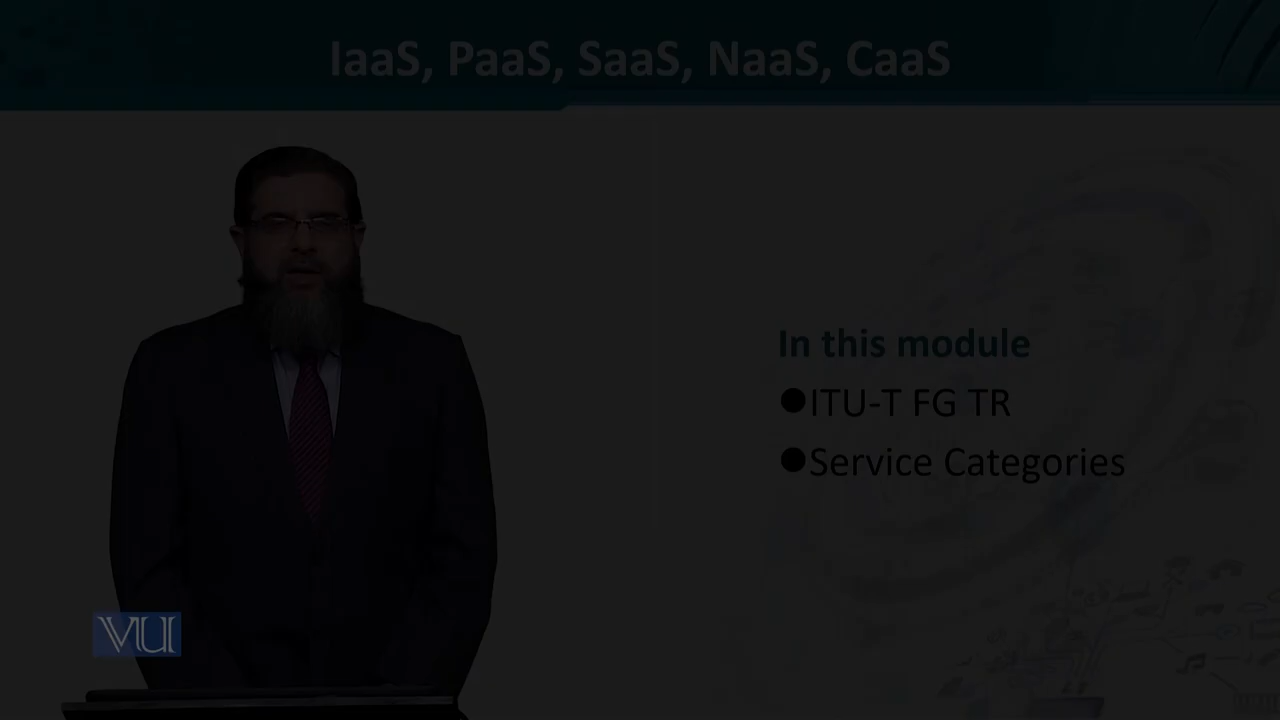 IaaS, PaaS, SaaS, NaaS, CaaS
In this module
●ITU-T FG TR
●Service Categories
VU